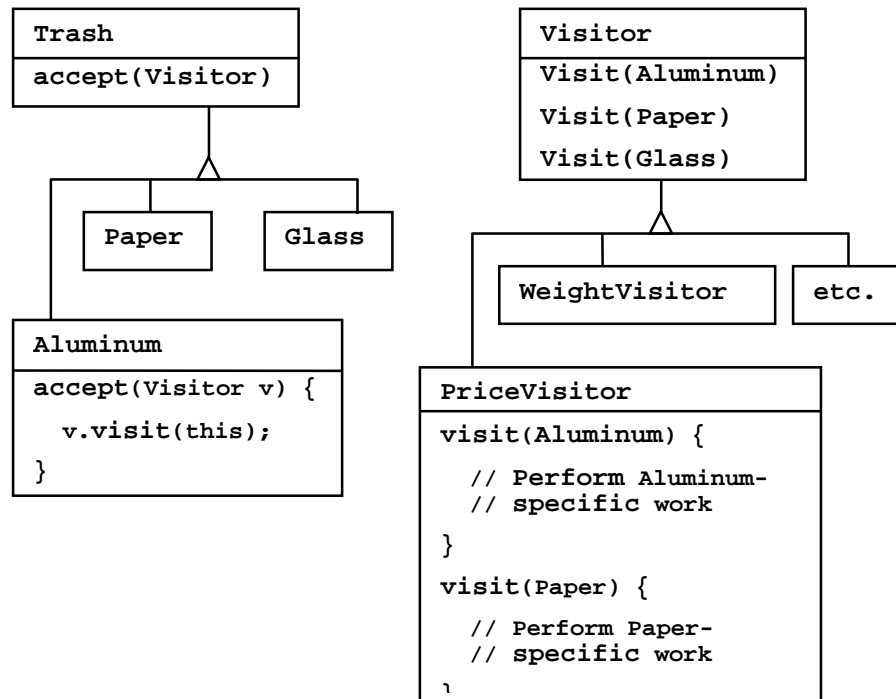 Trash
accept(Visitor)
Paper
Glass
Aluminum
accept(Visitor v) {
v.visit(this);
}
Visitor
Visit(Aluminum)
Visit(Paper)
Visit(Glass)
WeightVisitor
etc.
PriceVisitor
visit(Aluminum) {
// Perform Aluminum-
// specific work
}
visit(Paper) {
// Perform Paper-
// specific work
}